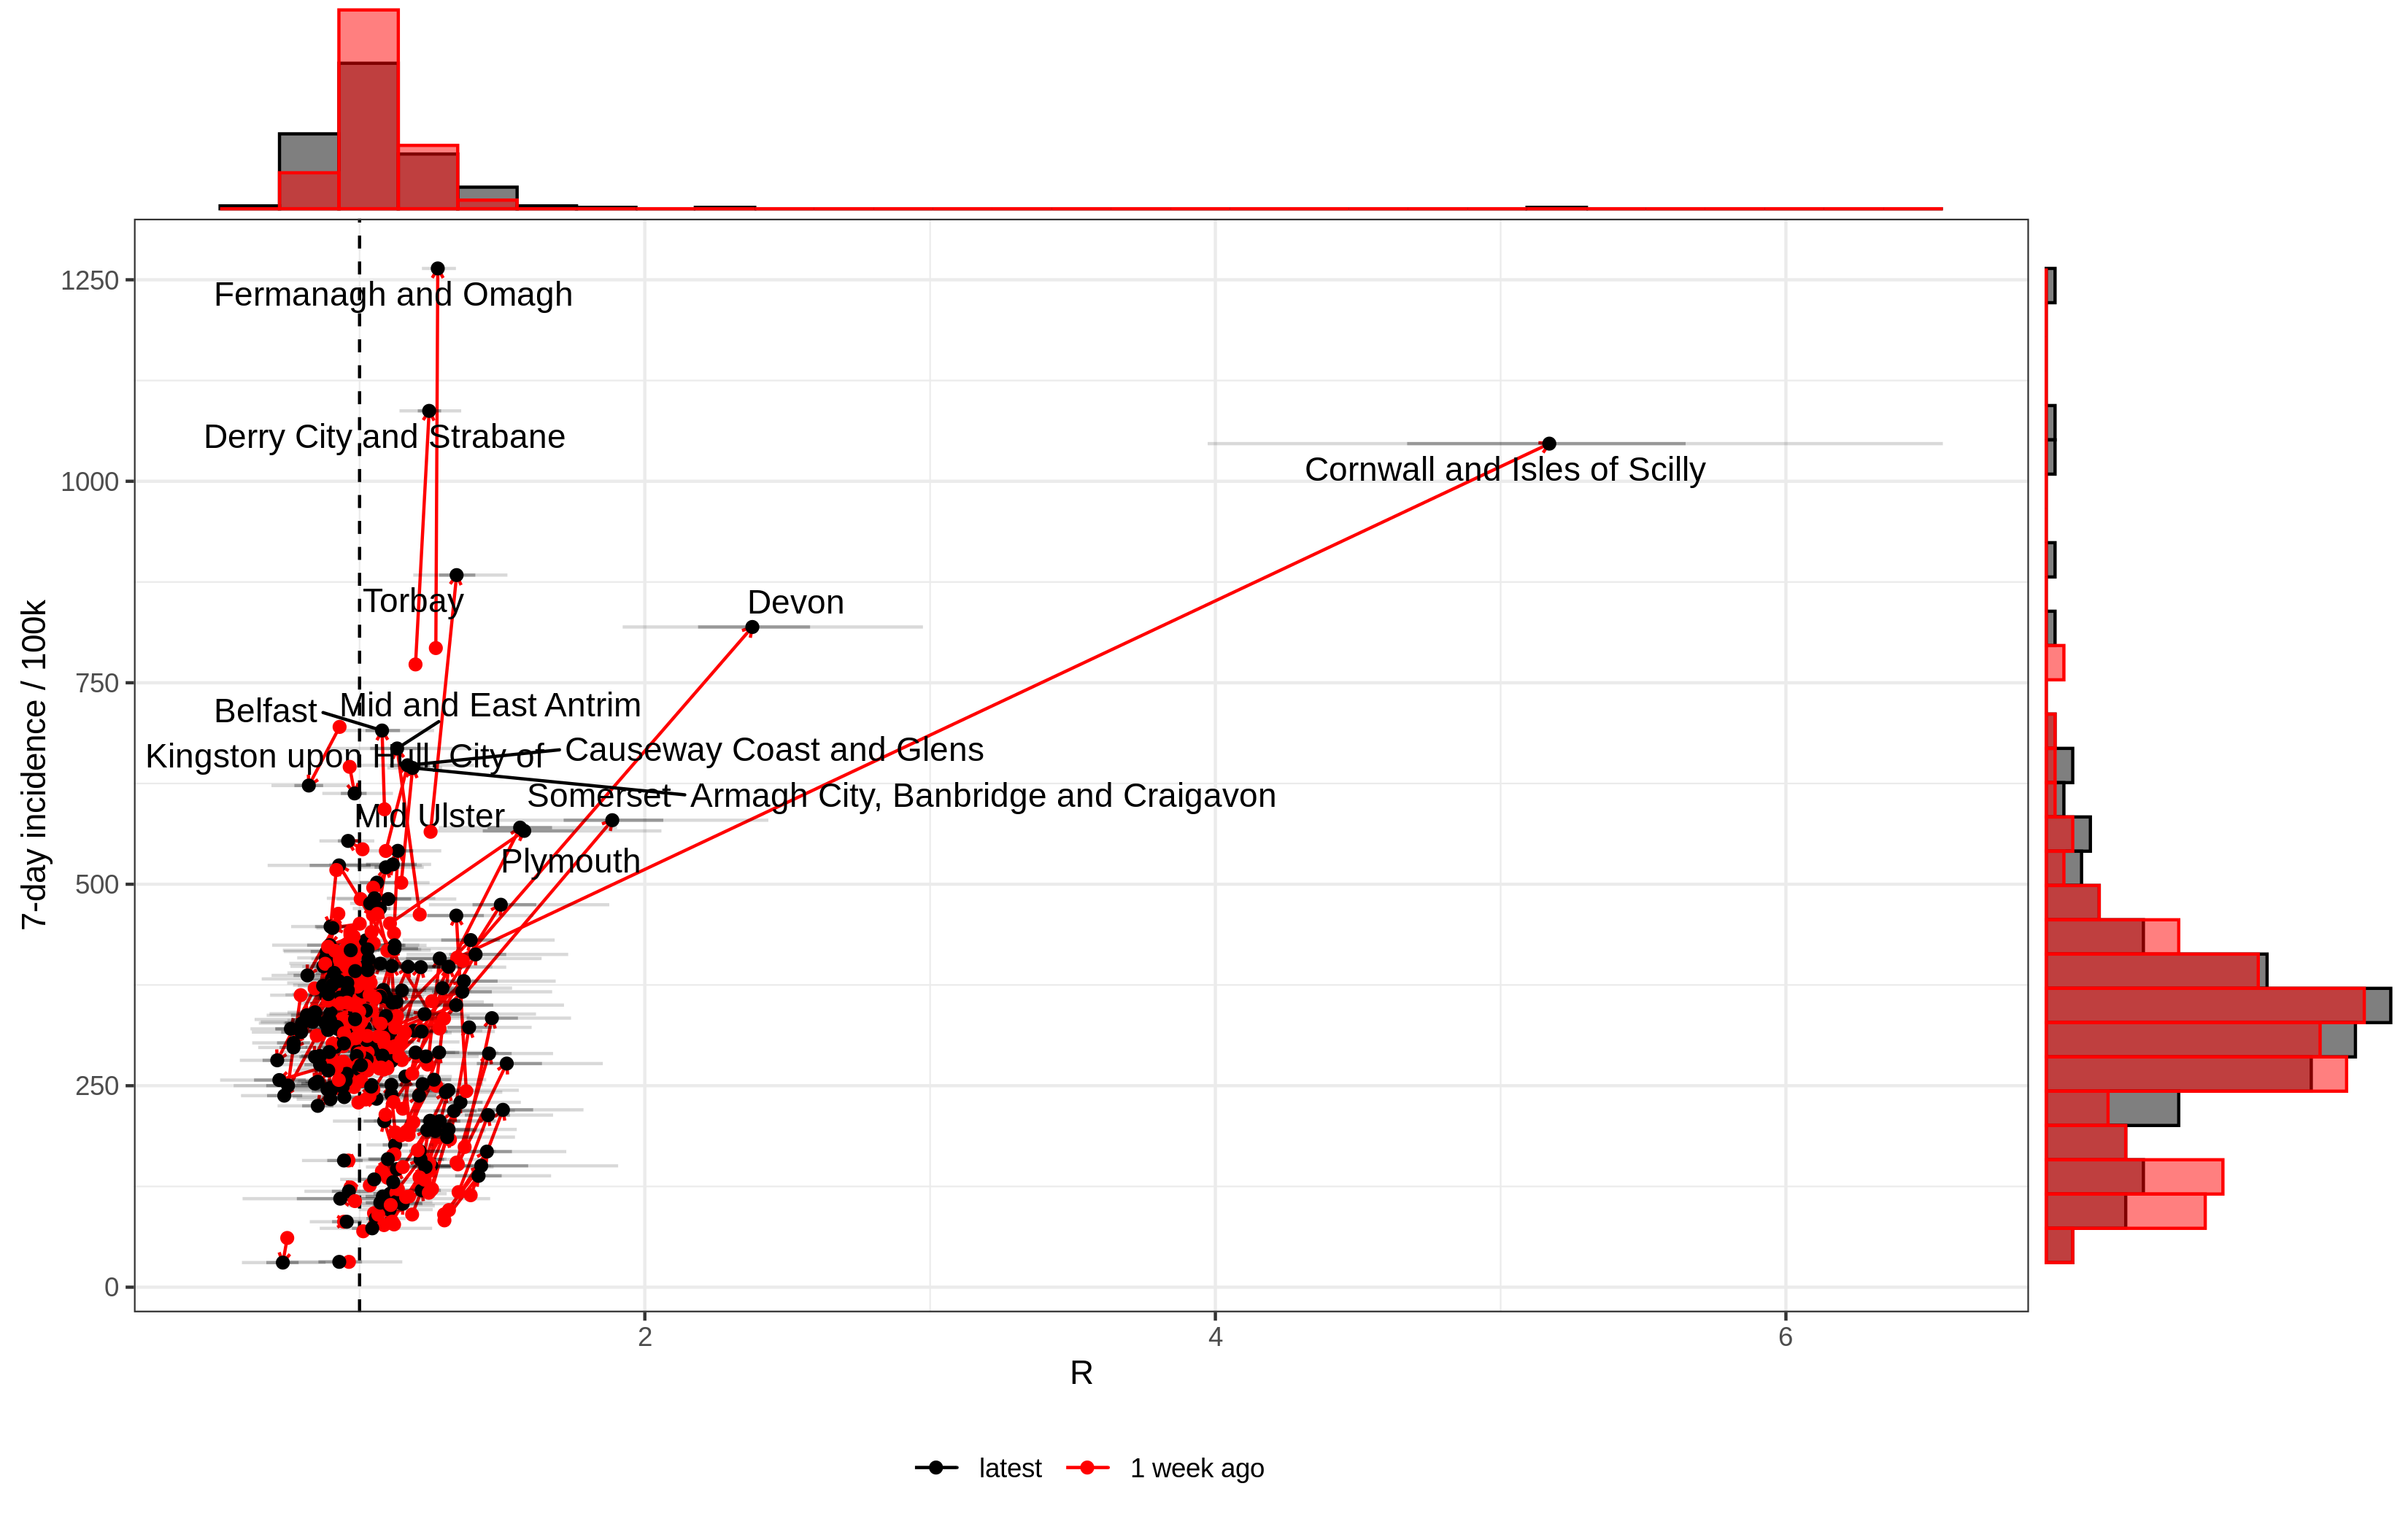 1250
Fermanagh and Omagh
Derry City and Strabane
1000
Cornwall and Isles of Scilly
Torbay
Devon
750
Belfast
Mid and East Antrim
Kingston upon Hull, City of
Causeway Coast and Glens
Somerset
Armagh City, Banbridge and Craigavon
Mid Ulster
Plymouth
500
250
0
7-day incidence / 100k
2
4
6
R
latest
1 week ago